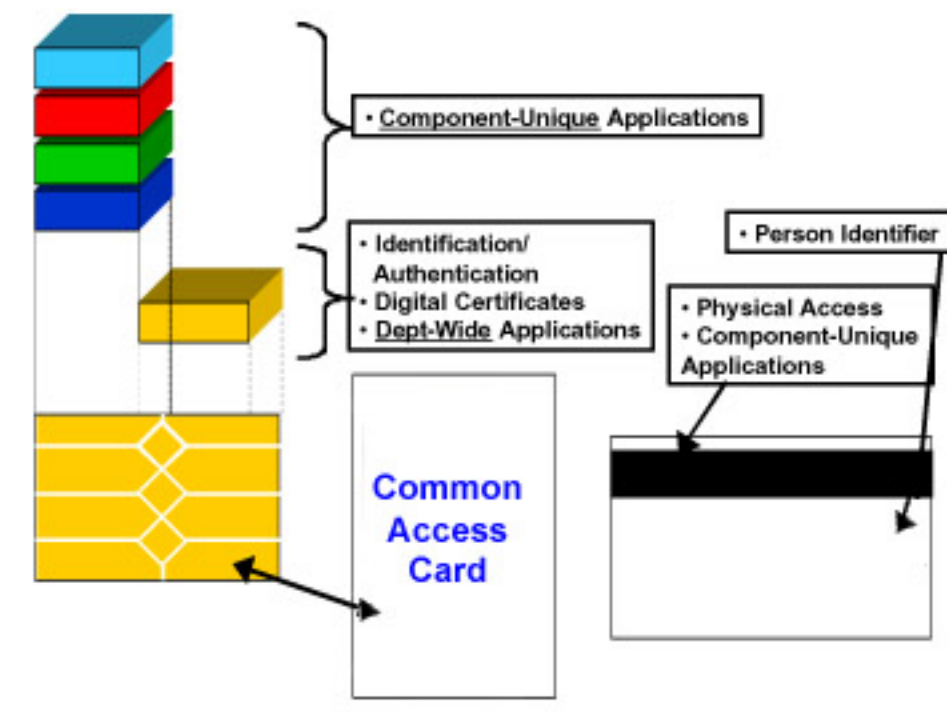 • Component-Unique Applications
• Identification/
Authentication
• Digital Certificates
• Dept-Wide Applications
• Person Identifier
• Physical Access
• Component-Unique
Applications
Common
Access
Card